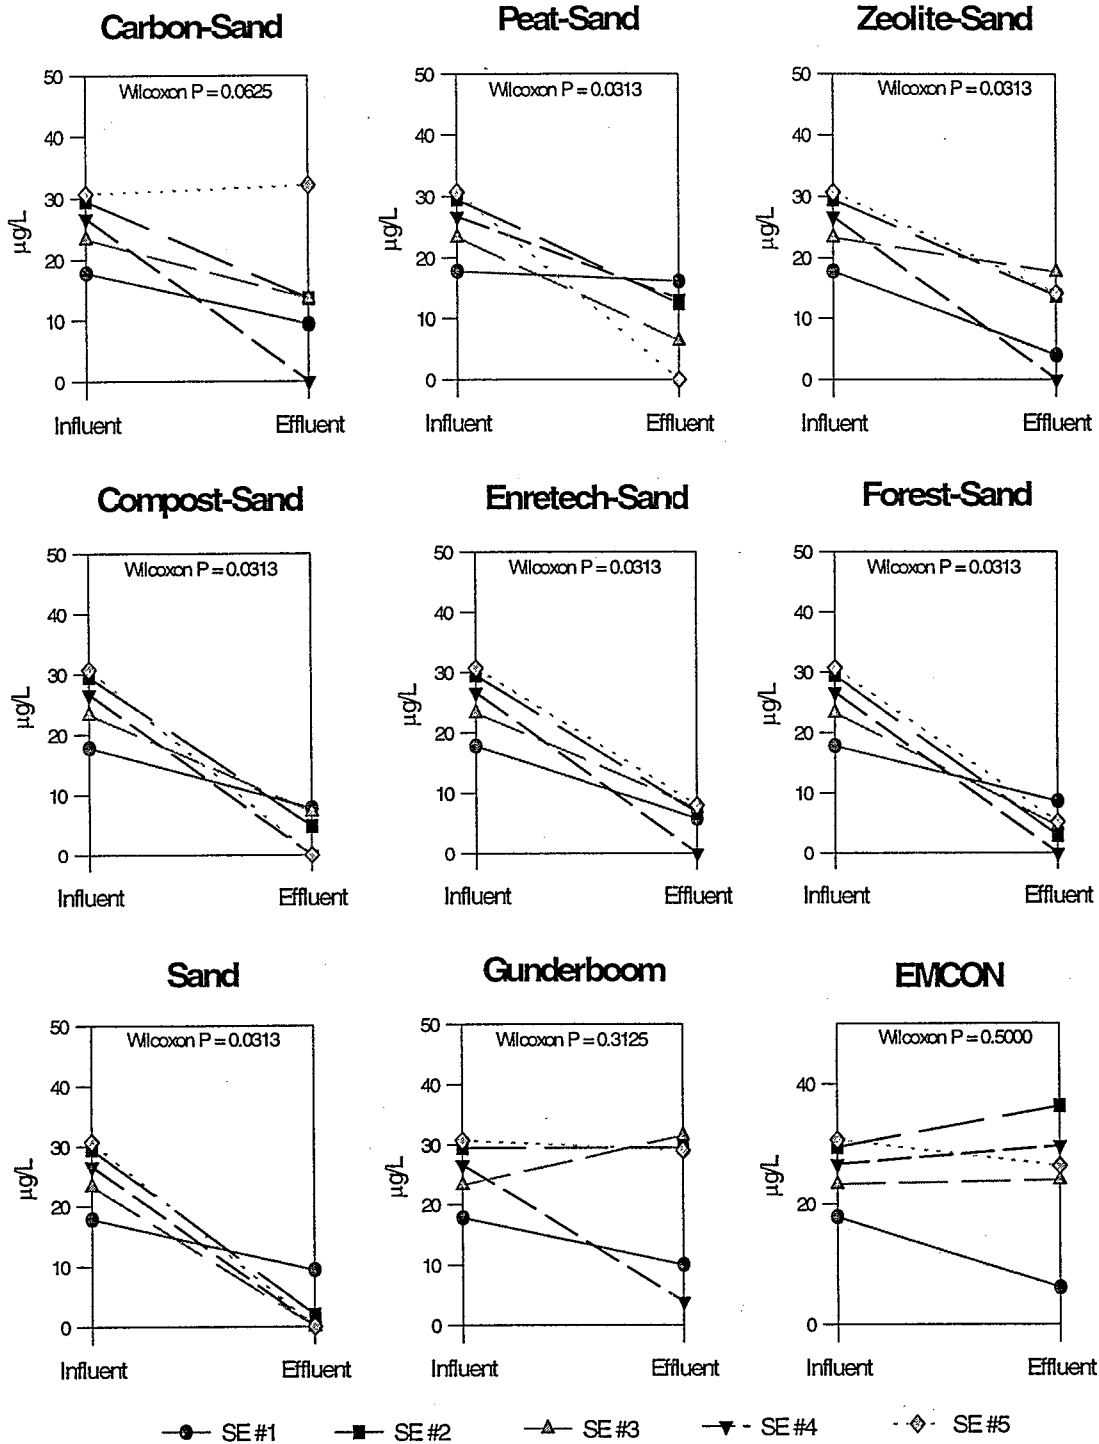 Carbon-Sand
Peat-Sand
Zeolite-Sand
50
Wilcoxon P = 0.0625
40
30
µg/L
20
10
0
Influent
Effluent
50
Wilcoxon P = 0.0313
40
30
µg/L
20
10
0
Influent
Effluent
50
Wilcoxon P = 0.0313
40
30
µg/L
20
10
0
Influent
Effluent
Compost-Sand
Enretech-Sand
Forest-Sand
50
Wilcoxon P = 0.0313
40
30
µg/L
20
10
0
Influent
Effluent
50
Wilcoxon P = 0.0313
40
30
µg/L
20
10
0
Influent
Effluent
50
Wilcoxon P = 0.0313
40
30
µg/L
20
10
0
Influent
Effluent
Sand
Gunderboom
EMCON
50
Wilcoxon P = 0.0313
40
30
µg/L
20
10
0
Influent
Effluent
50
Wilcoxon P = 0.3125
40
30
µg/L
20
10
0
Influent
Effluent
Wilcoxon P = 0.5000
40
µg/L
20
0
Influent
Effluent
SE #1
SE #2
SE #3
SE #4
SE #5